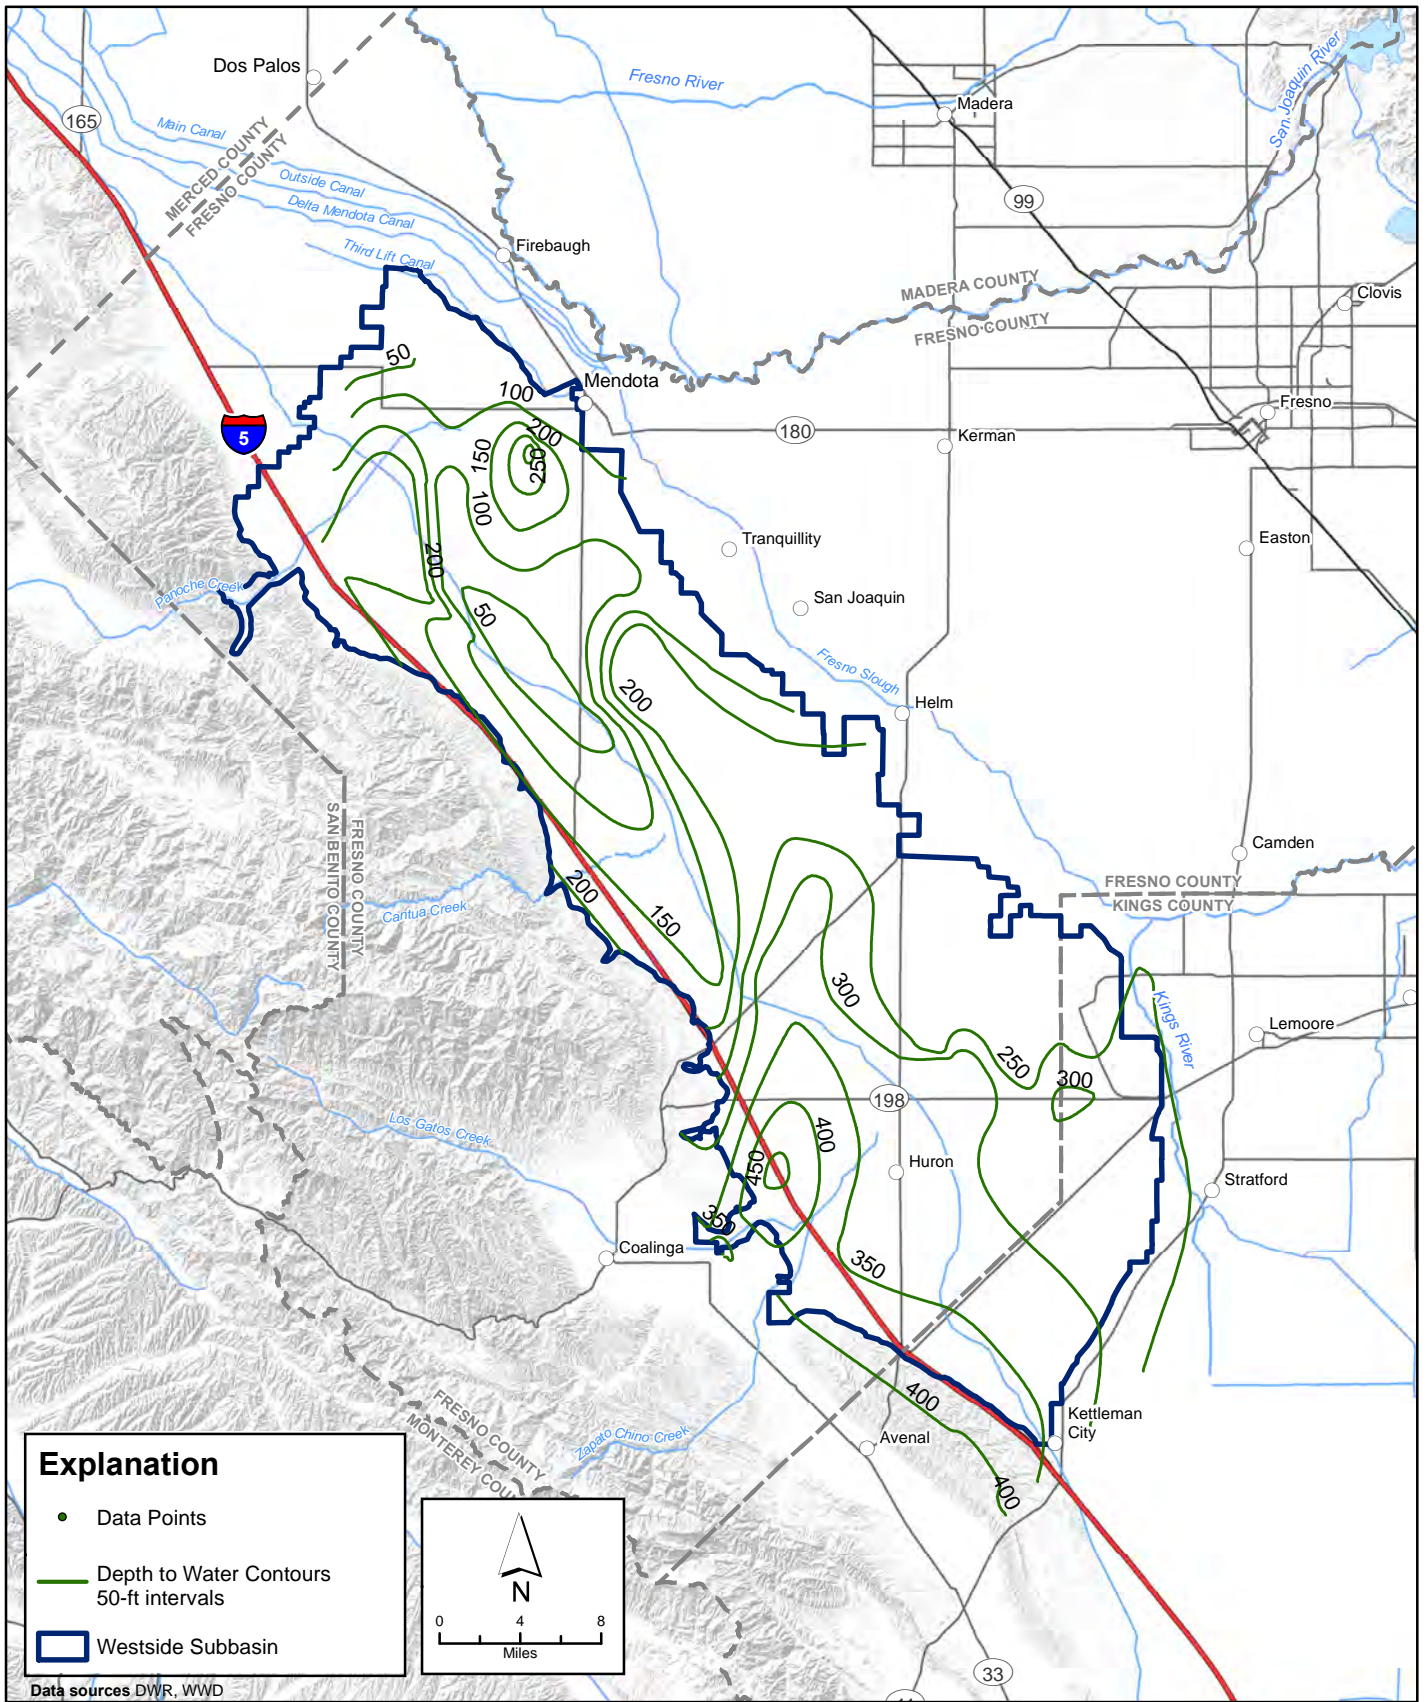 Dos Palos
Fresno River
San Joaquin River
Madera
165
Main Canal
MERCED COUNTY
FRESNO COUNTY
Outside Canal
Delta Mendota Canal
99
Third Lift Canal
Firebaugh
MADERA COUNTY
FRESNO COUNTY
Clovis
50
100
Mendota
Fresno
5
200
180
Kerman
150
250
100
Tranquillity
Easton
200
Panoche Creek
50
San Joaquin
Fresno Slough
200
Helm
FRESNO COUNTY
SAN BENITO COUNTY
Camden
FRESNO COUNTY
KINGS COUNTY
200
Cantua Creek
150
300
Kings River
Lemoore
250
300
198
Los Gatos Creek
400
450
Huron
Stratford
350
Coalinga
350
400
Kettleman
City
FRESNO COUNTY
Zapato Chino Creek
Avenal
400
Explanation
Data Points
Depth to Water Contours
50-ft intervals
Westside Subbasin
N
0 4 8
Miles
33
Data sources DWR, WWD